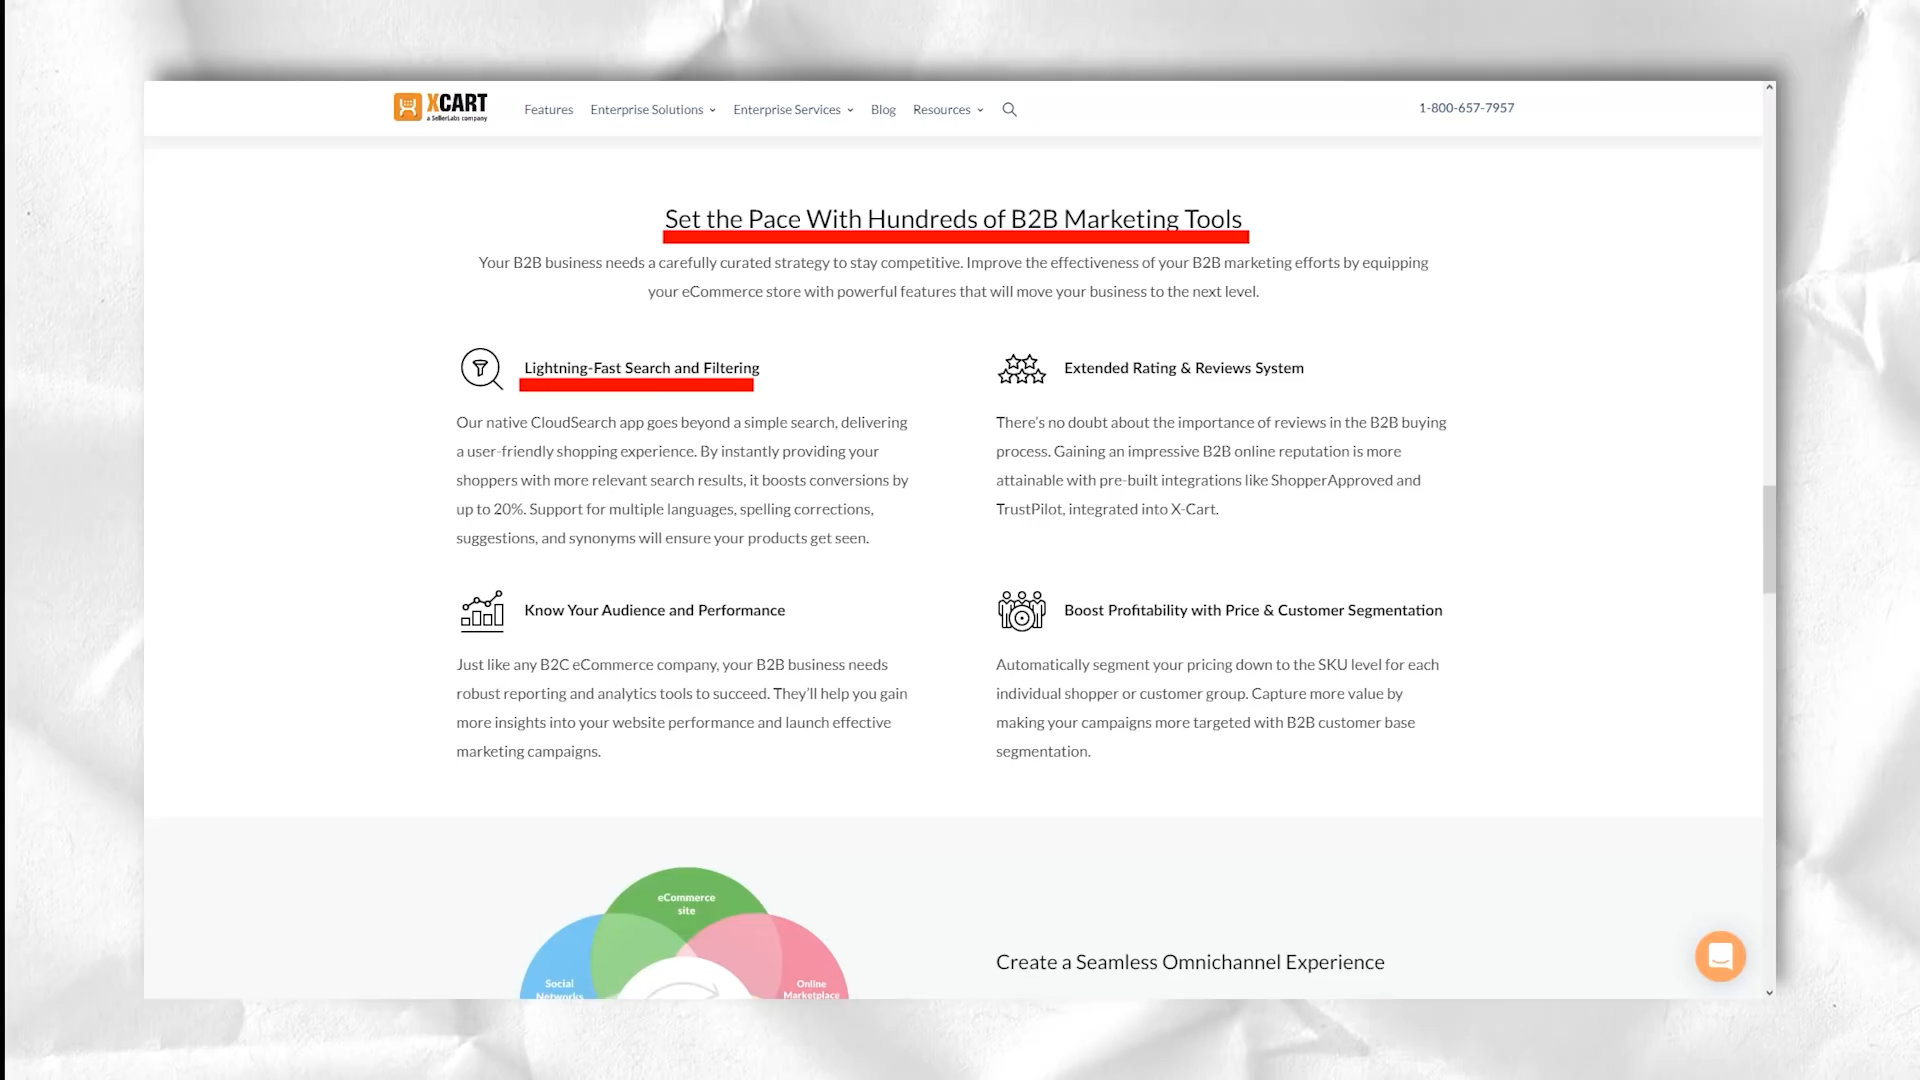 XCART
a SellerLabs company
Features
Enterprise Solutions
Enterprise Services
Blog
Resources
1-800-657-7957
Set the Pace With Hundreds of B2B Marketing Tools
Your B2B business needs a carefully curated strategy to stay competitive. Improve the effectiveness of your B2B marketing efforts by equipping
your eCommerce store with powerful features that will move your business to the next level.
Lightning-Fast Search and Filtering
Our native CloudSearch app goes beyond a simple search, delivering
a user-friendly shopping experience. By instantly providing your
shoppers with more relevant search results, it boosts conversions by
up to 20%. Support for multiple languages, spelling corrections,
suggestions, and synonyms will ensure your products get seen.
Extended Rating & Reviews System
There's no doubt about the importance of reviews in the B2B buying
process. Gaining an impressive B2B online reputation is more
attainable with pre-built integrations like ShopperApproved and
TrustPilot, integrated into X-Cart.
Know Your Audience and Performance
Just like any B2C eCommerce company, your B2B business needs
robust reporting and analytics tools to succeed. They'll help you gain
more insights into your website performance and launch effective
marketing campaigns.
Boost Profitability with Price & Customer Segmentation
Automatically segment your pricing down to the SKU level for each
individual shopper or customer group. Capture more value by
making your campaigns more targeted with B2B customer base
segmentation.
eCommerce
site
Social
Networks
Online
Marketplace
Create a Seamless Omnichannel Experience